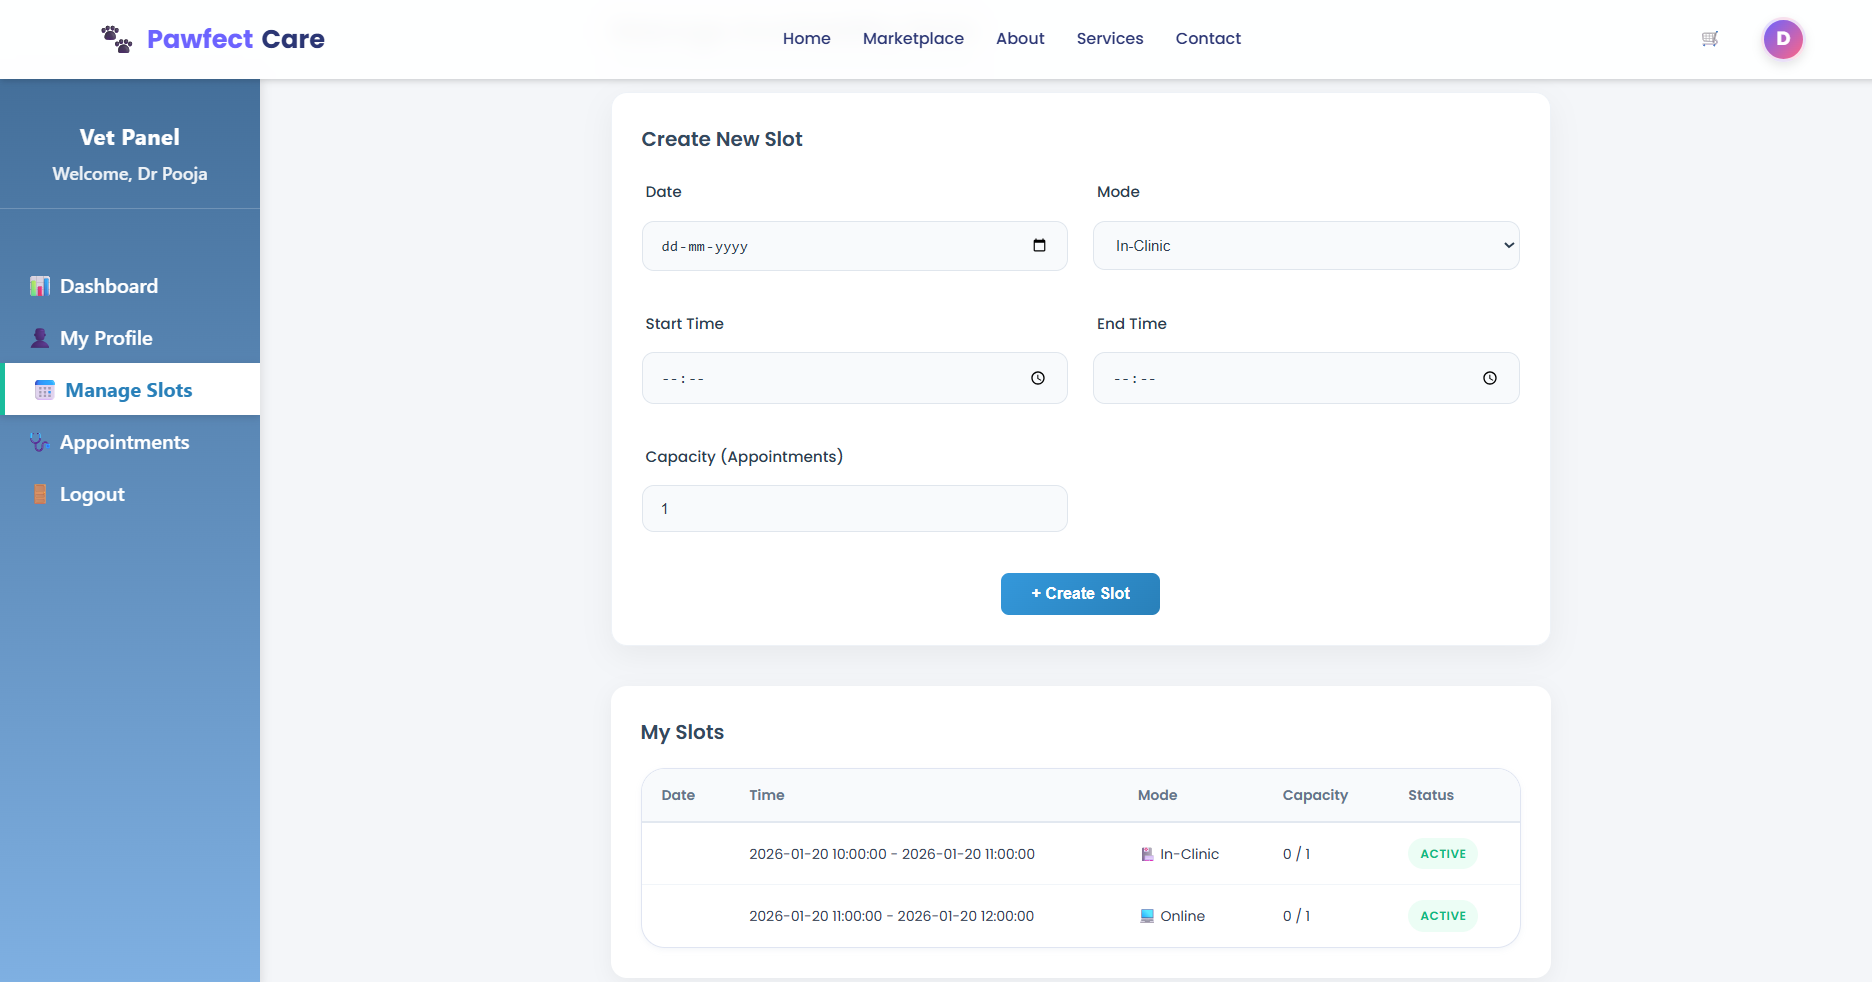 Pawfect Care
Home Marketplace About Services Contact
D
Vet Panel
Welcome, Dr Pooja
Dashboard
My Profile
Manage Slots
Appointments
Logout
Create New Slot
Date Mode
dd-mm-yyyy In-Clinic
Start Time End Time
--:-- --:--
Capacity (Appointments)
1
+ Create Slot
My Slots
Date Time Mode Capacity Status
2026-01-20 10:00:00 - 2026-01-20 11:00:00 In-Clinic 0 / 1 ACTIVE
2026-01-20 11:00:00 - 2026-01-20 12:00:00 Online 0 / 1 ACTIVE